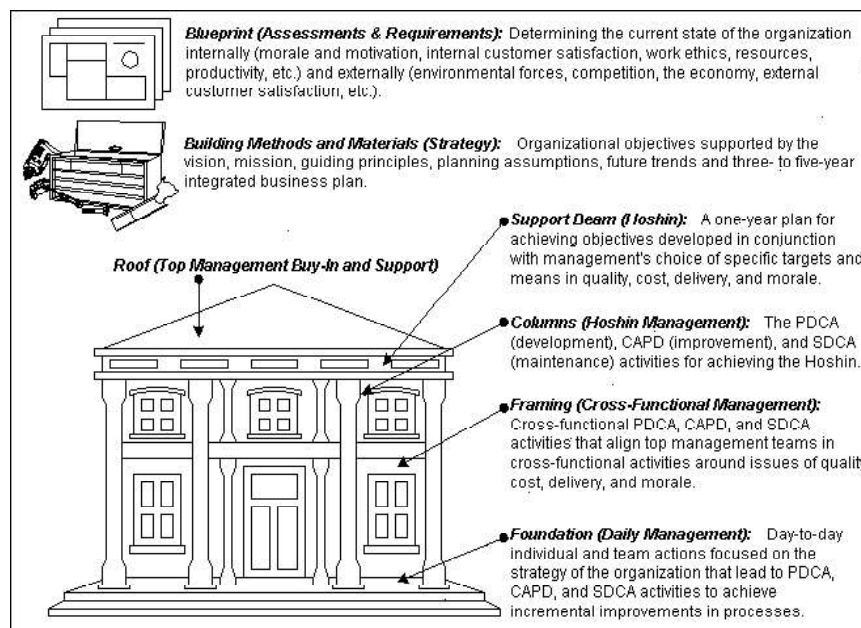 Blueprint (Assessments & Requirements): Determining the current state of the organization
internally (morale and motivation, internal customer satisfaction, work ethics, resources,
productivity, etc.) and externally (environmental forces, competition, the economy, external
customer satisfaction, etc.).
Building Methods and Materials (Strategy): Organizational objectives supported by the
vision, mission, guiding principles, planning assumptions, future trends and three- to five-year
integrated business plan.
Roof (Top Management Buy-In and Support)
Support Beam (Hoshin): A one-year plan for
achieving objectives developed in conjunction
with management's choice of specific targets and
means in quality, cost, delivery, and morale.
Columns (Hoshin Management): The PDCA
(development), CAPD (improvement), and SDCA
(maintenance) activities for achieving the Hoshin.
Framing (Cross-Functional Management):
Cross-functional PDCA, CAPD, and SDCA
activities that align top management teams in
cross-functional activities around issues of quality
cost, delivery, and morale.
Foundation (Daily Management): Day-to-day
individual and team actions focused on the
strategy of the organization that lead to PDCA,
CAPD, and SDCA activities to achieve
incremental improvements in processes.